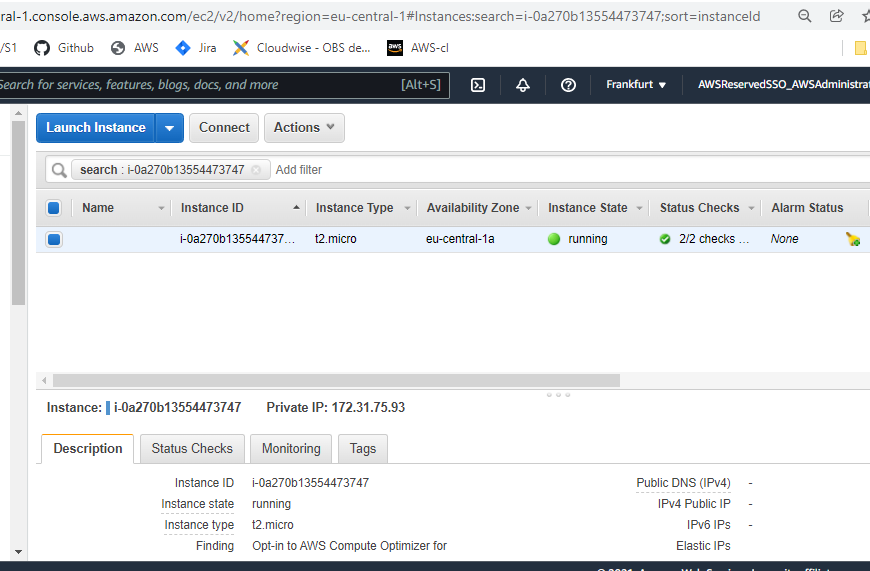 ral-1.console.aws.amazon.com/ec2/v2/home?region=eu-central-1#Instances:search=i-0a270b13554473747;sort=instanceId
/S1 Github AWS Jira Cloudwise - OBS de... AWS-cl
Search for services, features, blogs, docs, and more [Alt+S] Frankfurt AWSReservedSSO_AWSAdministrat
Launch Instance Connect Actions
search : i-0a270b13554473747 Add filter
Name Instance ID Instance Type Availability Zone Instance State Status Checks Alarm Status
i-0a270b135544737... t2.micro eu-central-1a running 2/2 checks ... None
Instance: i-0a270b13554473747 Private IP: 172.31.75.93
Description Status Checks Monitoring Tags
Instance ID i-0a270b13554473747 Public DNS (IPv4) -
Instance state running IPv4 Public IP -
Instance type t2.micro IPv6 IPs -
Finding Opt-in to AWS Compute Optimizer for Elastic IPs